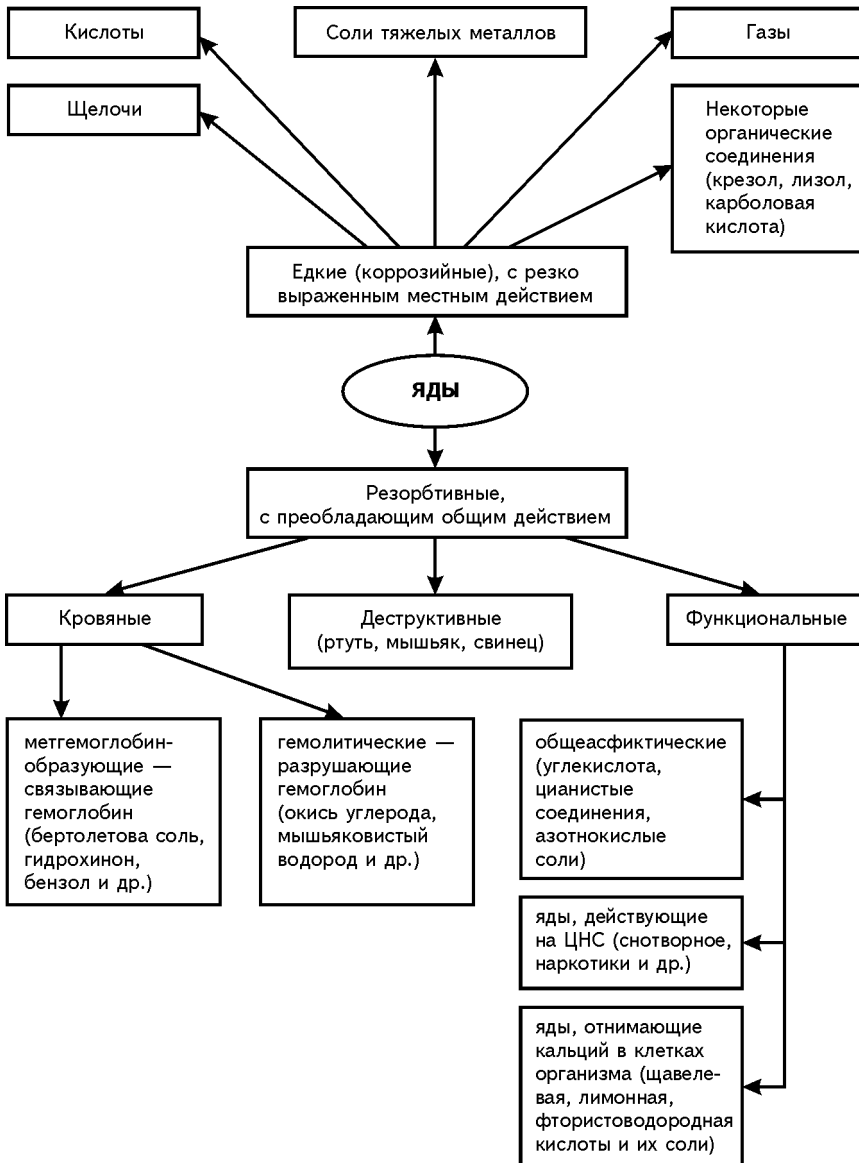 Кислоты
Соли тяжелых металлов
Газы
Щелочи
Некоторые
органические
соединения
(крезол, лизол,
карболовая
кислота)
Едкие (коррозийные), с резко
выраженным местным действием
ЯДЫ
Резорбтивные,
с преобладающим общим действием
Кровяные
Деструктивные
(ртуть, мышьяк, свинец)
Функциональные
метгемоглобин-
образующие —
связывающие
гемоглобин
(бертолетова соль,
гидрохинон,
бензол и др.)
гемолитические —
разрушающие
гемоглобин
(окись углерода,
мышьяковистый
водород и др.)
общеасфиктические
(углекислота,
цианистые
соединения,
азотнокислые
соли)
яды, действующие
на ЦНС (снотворное,
наркотики и др.)
яды, отнимающие
кальций в клетках
организма (щавеле-
вая, лимонная,
фтористоводородная
кислоты и их соли)